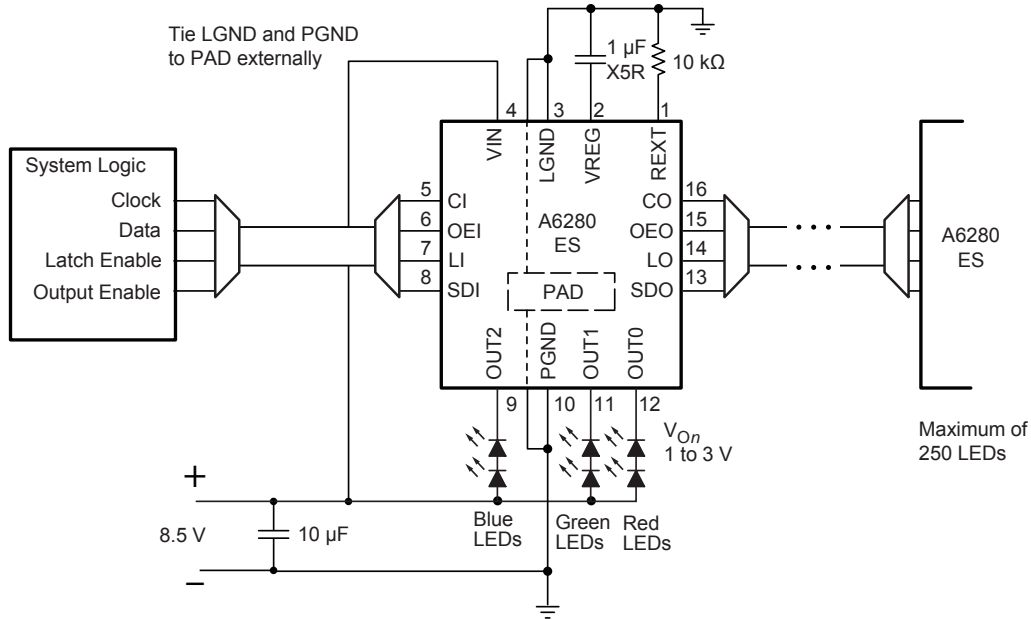 Tie LGND and PGND
to PAD externally
1 µF
X5R
10 kΩ
4
3
2
1
VIN
LGND
VREG
REXT
System Logic
Clock
Data
Latch Enable
Output Enable
5
6
7
8
CI
OEI
LI
SDI
A6280
ES
PAD
CO
OEO
LO
SDO
16
15
14
13
A6280
ES
OUT2
PGND
OUT1
OUT0
9
10
11
12
VOn
1 to 3 V
Maximum of
250 LEDs
+
8.5 V
10 µF
–
Blue
LEDs
Green
LEDs
Red
LEDs